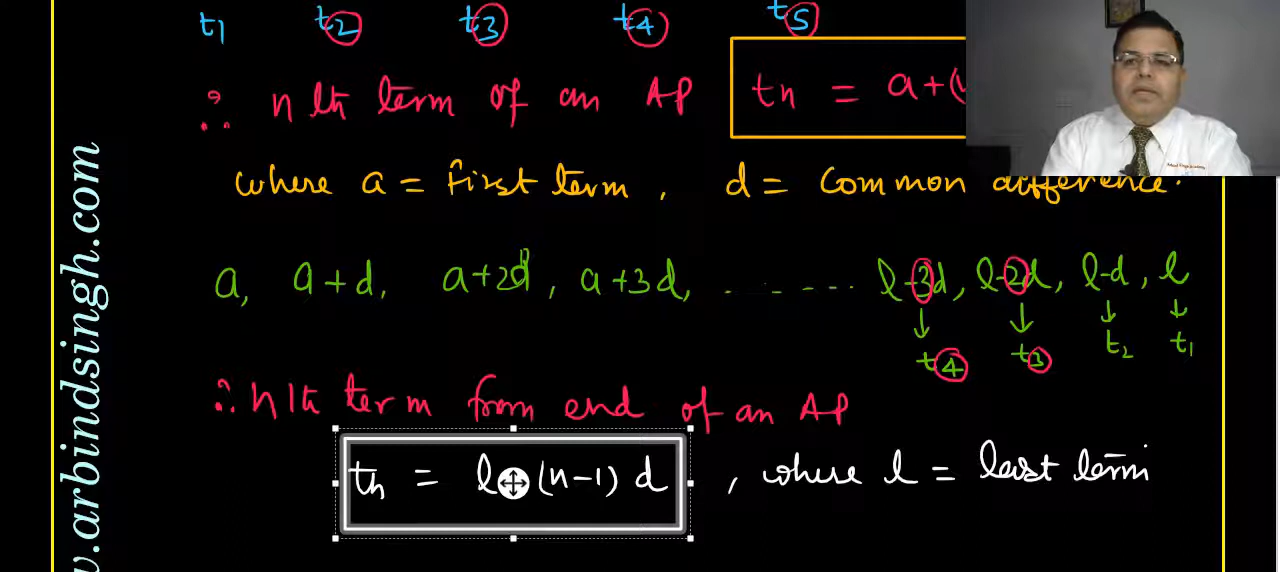 t1 t2 t3 t4 t5
∴ nth term of an AP tn = a+(
where a = First term, d = Common difference.
a, a+d, a+2d, a+3d, ........ l-3d, l-2d, l-d, l
t4 t3 t2 t1
∴ nth term from end of an AP
tn = l (n-1) d , where l = last term
w.arbindsingh.com